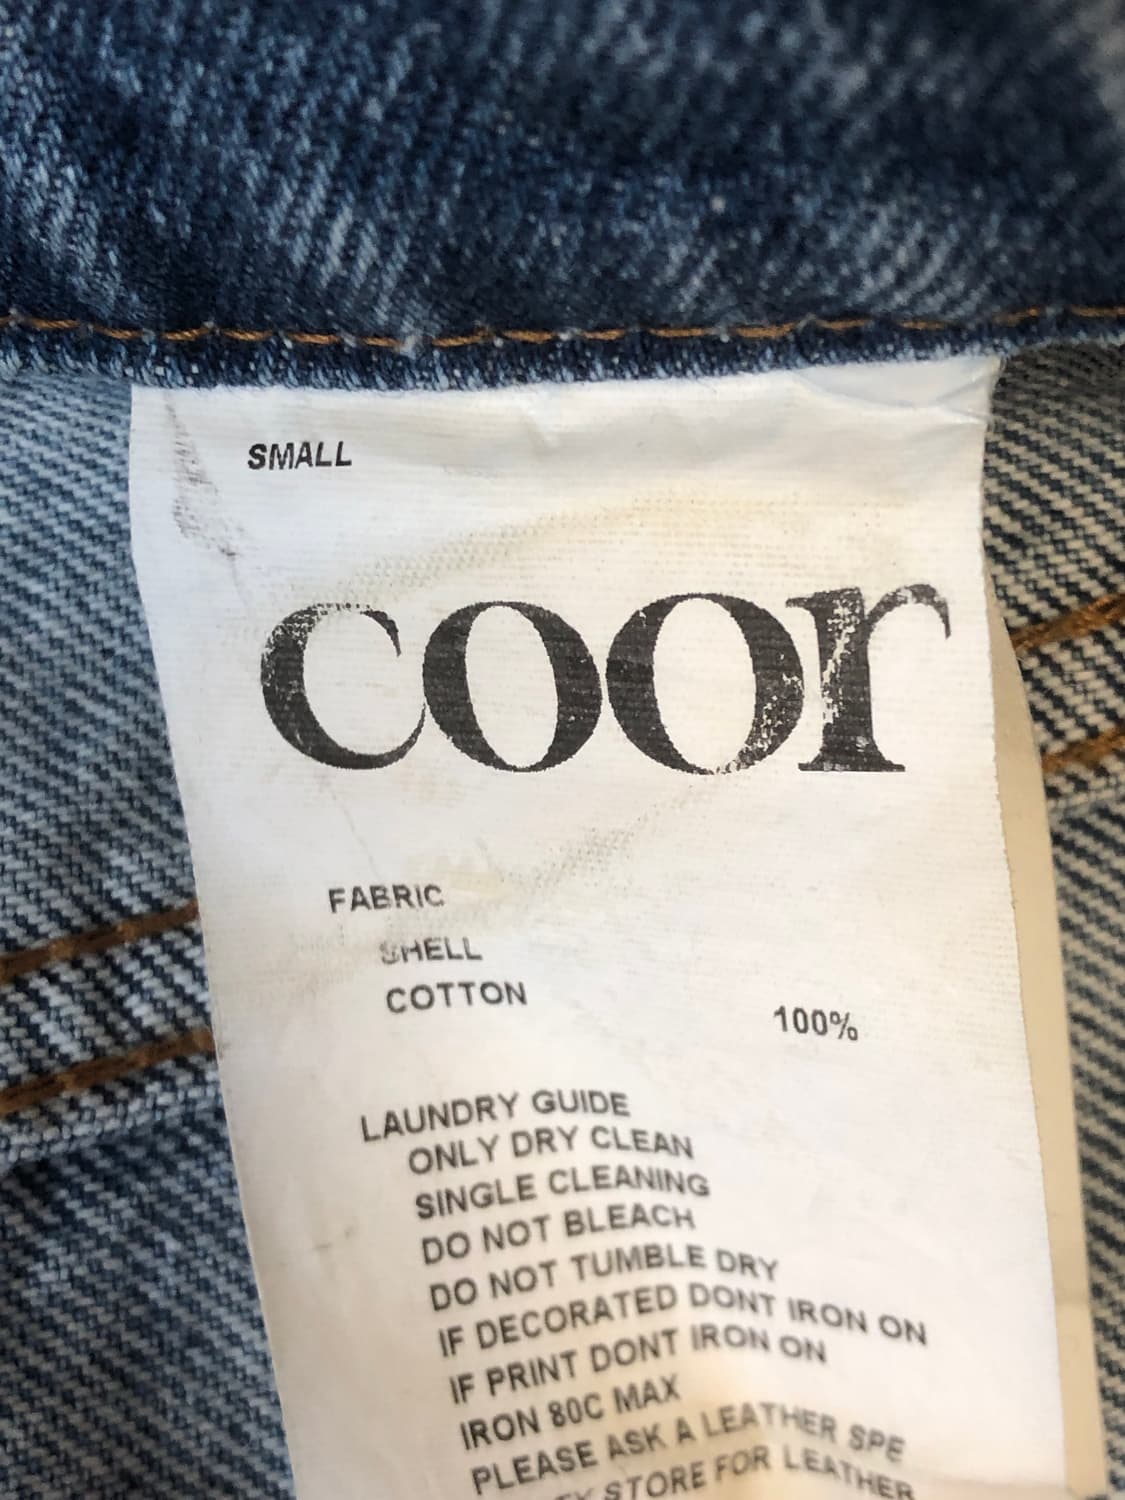 SMALL
coor
FABRIC
SHELL
COTTON 100%
LAUNDRY GUIDE
ONLY DRY CLEAN
SINGLE CLEANING
DO NOT BLEACH
DO NOT TUMBLE DRY
IF DECORATED DONT IRON ON
IF PRINT DONT IRON ON
IRON 80C MAX
PLEASE ASK A LEATHER SPE
STORE FOR LEATHER